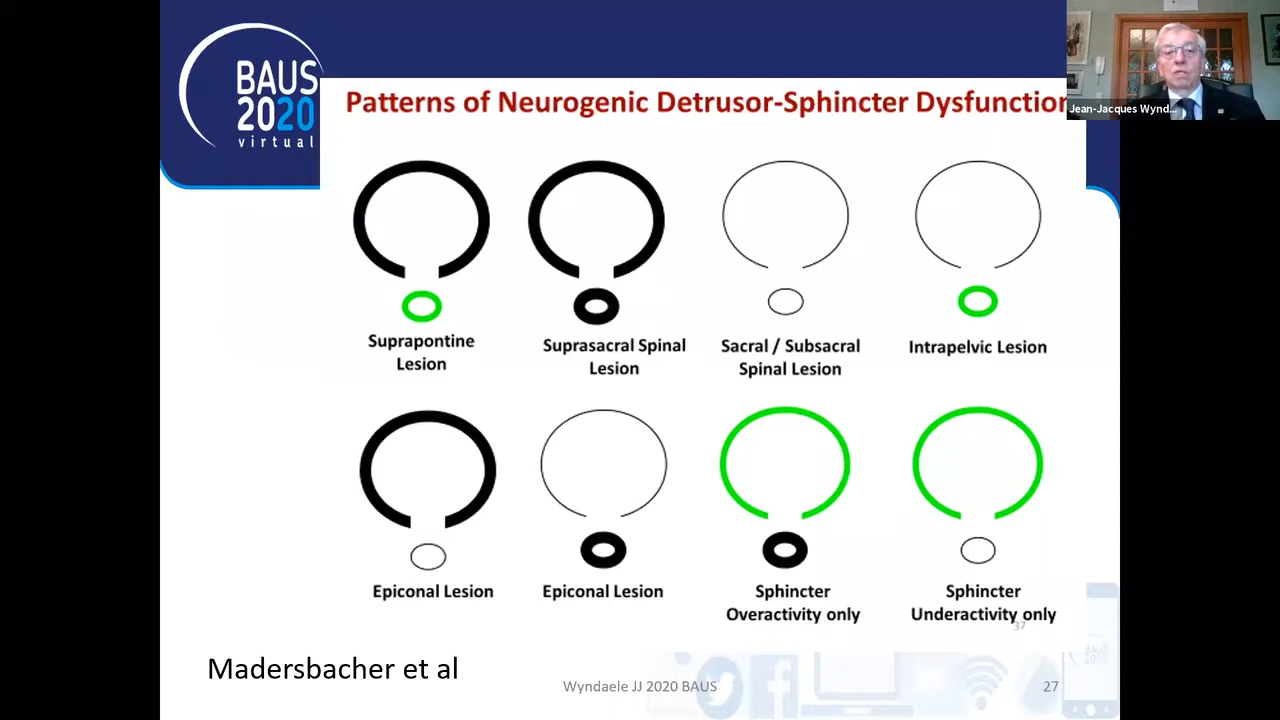 BAUS
2020
virtual
Patterns of Neurogenic Detrusor-Sphincter Dysfunction
Jean-Jacques Wynd...
Suprapontine
Lesion
Suprasacral Spinal
Lesion
Sacral / Subsacral
Spinal Lesion
Intrapelvic Lesion
Epiconal Lesion
Epiconal Lesion
Sphincter
Overactivity only
Sphincter
Underactivity only
37
Madersbacher et al
Wyndaele JJ 2020 BAUS
27